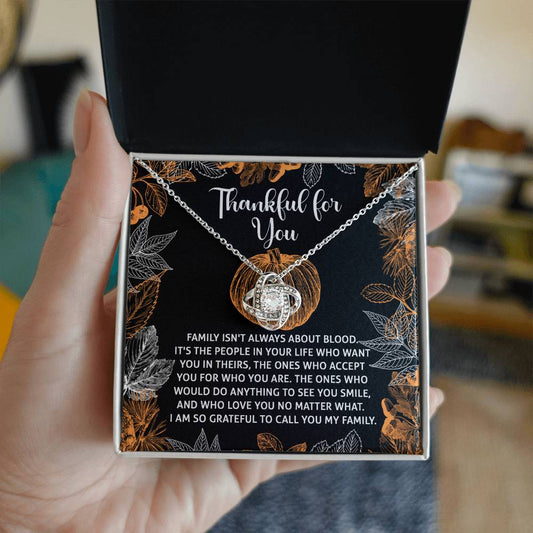 Thankful for
You
FAMILY ISN'T ALWAYS ABOUT BLOOD.
IT'S THE PEOPLE IN YOUR LIFE WHO WANT
YOU IN THEIRS, THE ONES WHO ACCEPT
YOU FOR WHO YOU ARE. THE ONES WHO
WOULD DO ANYTHING TO SEE YOU SMILE,
AND WHO LOVE YOU NO MATTER WHAT.
I AM SO GRATEFUL TO CALL YOU MY FAMILY.